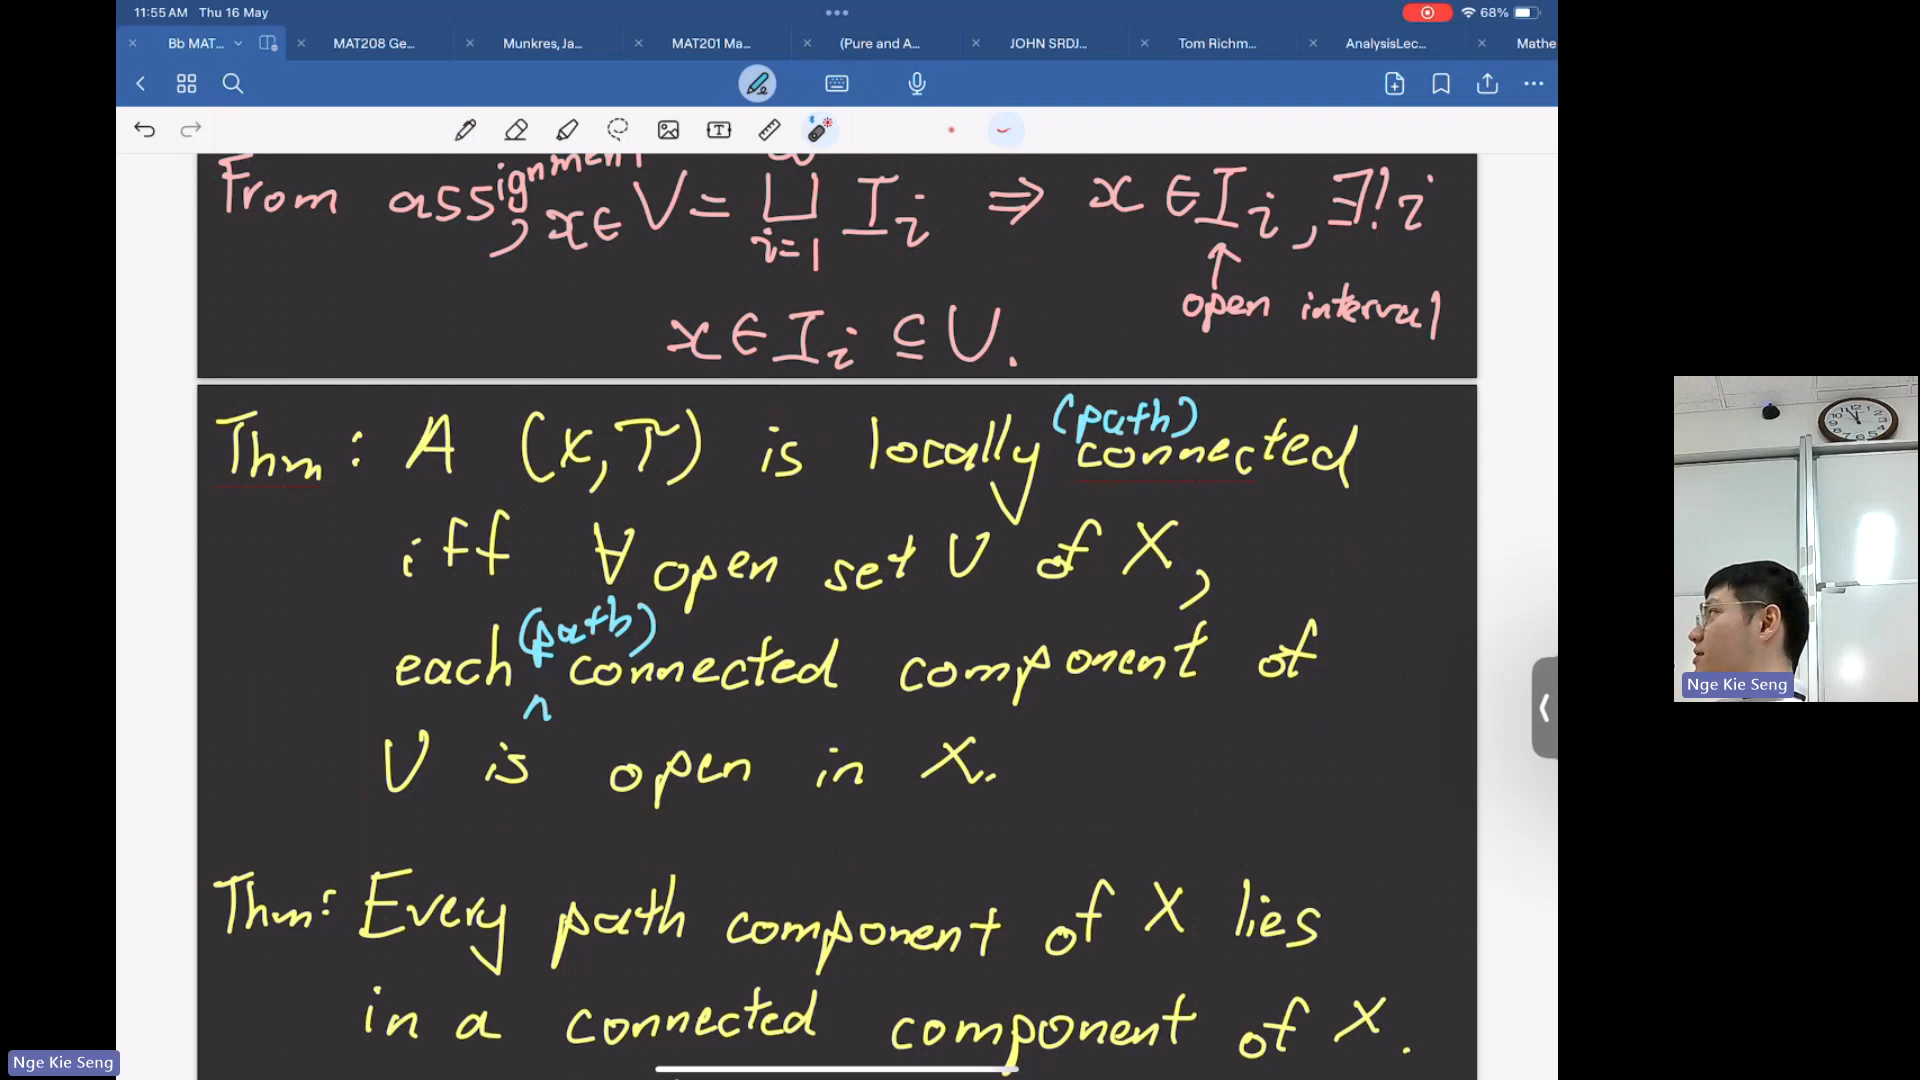 11:55 AM Thu 16 May
68%
Bb MAT...
MAT208 Ge...
Munkres, Ja...
MAT201 Ma...
(Pure and A...
JOHN SRDJ...
Tom Richm...
AnalysisLec...
Mathe
From assignment, x∈ V = ⨆_{i=1}^∞ I_i ⇒ x ∈ I_i, ∃! i
↑
open interval
x ∈ I_i ⊆ U.
Thm: A (X,T) is locally (path) connected
iff ∀ open set U of X,
each (path) connected component of
U is open in X.
Thm: Every path component of X lies
in a connected component of X.
Nge Kie Seng
Nge Kie Seng